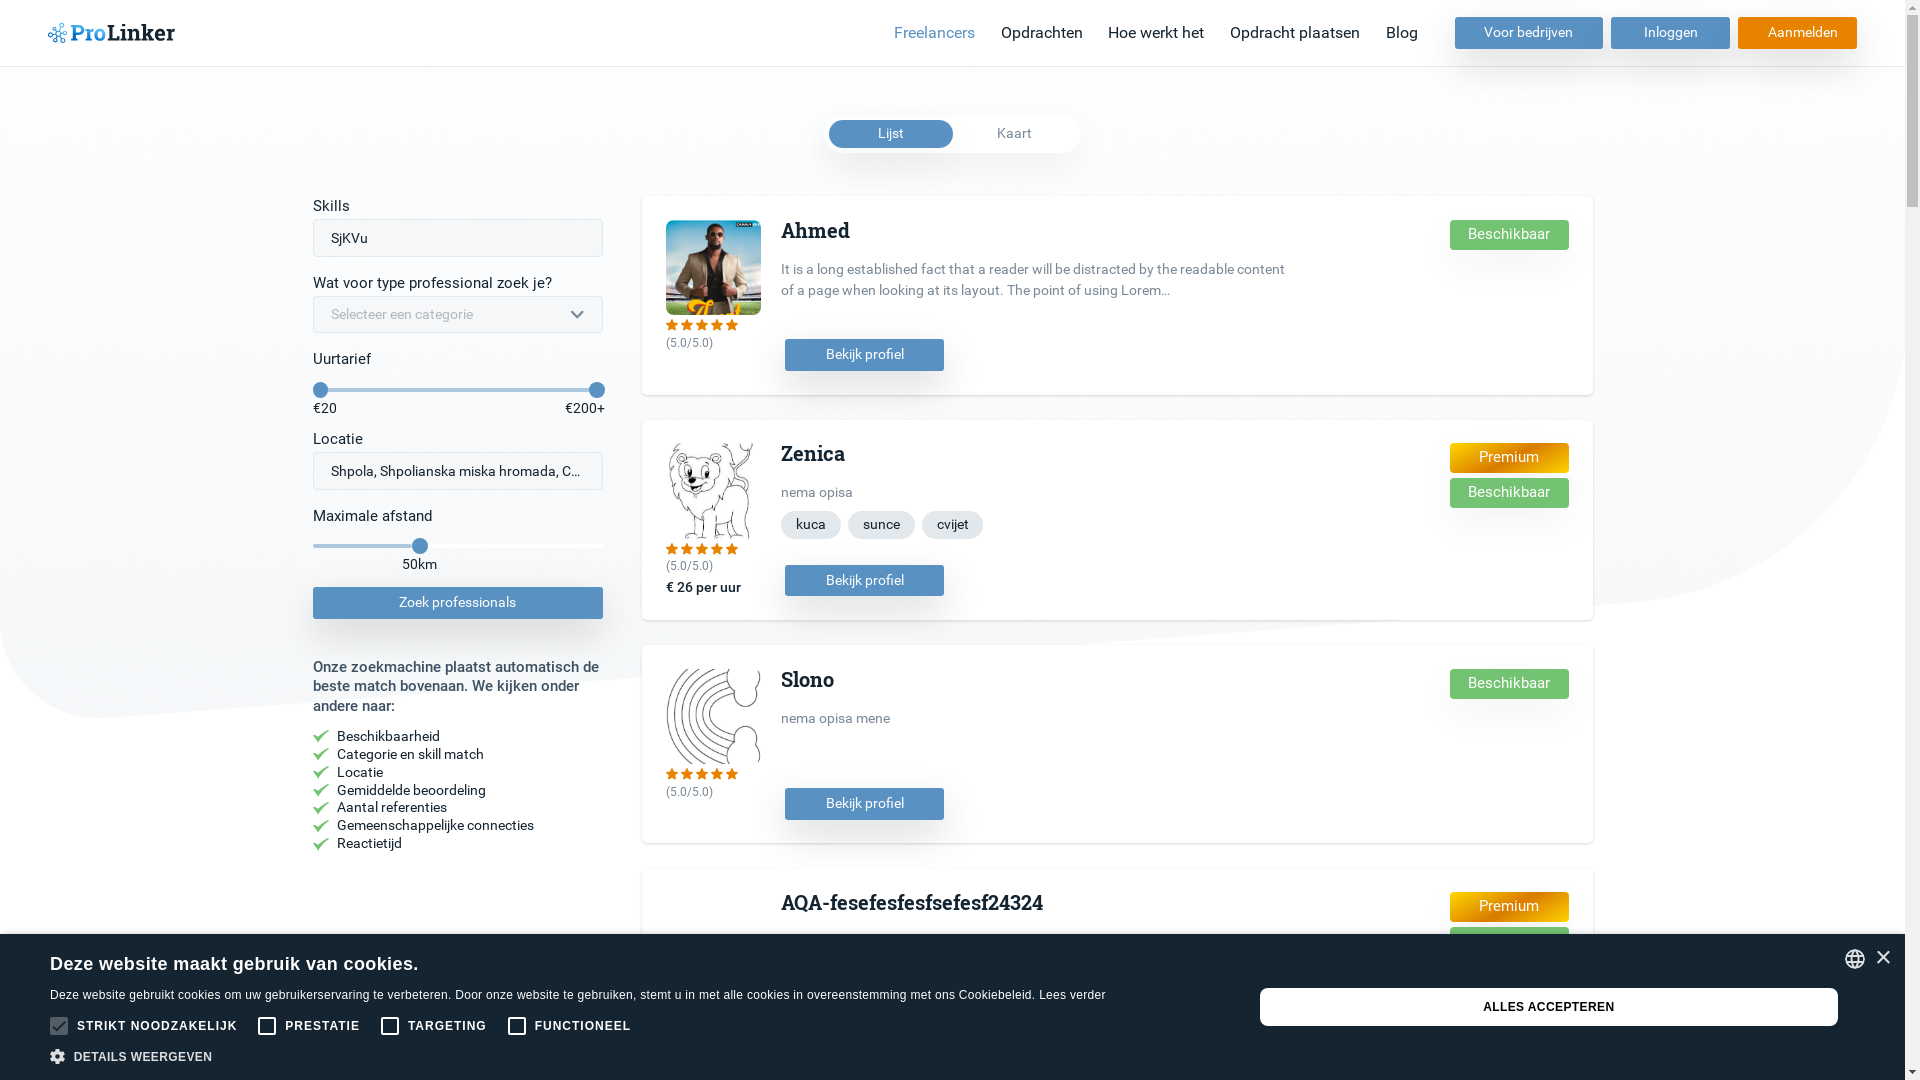 ProLinker
Freelancers
Opdrachten
Hoe werkt het
Opdracht plaatsen
Blog
Voor bedrijven
Inloggen
Aanmelden
Lijst
Kaart
Skills
SjKVu
Wat voor type professional zoek je?
Selecteer een categorie
Uurtarief
€20
€200+
Locatie
Shpola, Shpolianska miska hromada, C...
Maximale afstand
50km
Zoek professionals
Onze zoekmachine plaatst automatisch de
beste match bovenaan. We kijken onder
andere naar:
Beschikbaarheid
Categorie en skill match
Locatie
Gemiddelde beoordeling
Aantal referenties
Gemeenschappelijke connecties
Reactietijd
Ahmed
Beschikbaar
It is a long established fact that a reader will be distracted by the readable content
of a page when looking at its layout. The point of using Lorem...
(5.0/5.0)
Bekijk profiel
Zenica
Premium
Beschikbaar
nema opisa
kuca
sunce
cvijet
(5.0/5.0)
€ 26 per uur
Bekijk profiel
Slono
Beschikbaar
nema opisa mene
(5.0/5.0)
Bekijk profiel
AQA-fesefesfesfsefesf24324
Premium
Deze website maakt gebruik van cookies.
Deze website gebruikt cookies om uw gebruikerservaring te verbeteren. Door onze website te gebruiken, stemt u in met alle cookies in overeenstemming met ons Cookiebeleid. Lees verder
STRIKT NOODZAKELIJK
PRESTATIE
TARGETING
FUNCTIONEEL
DETAILS WEERGEVEN
ALLES ACCEPTEREN